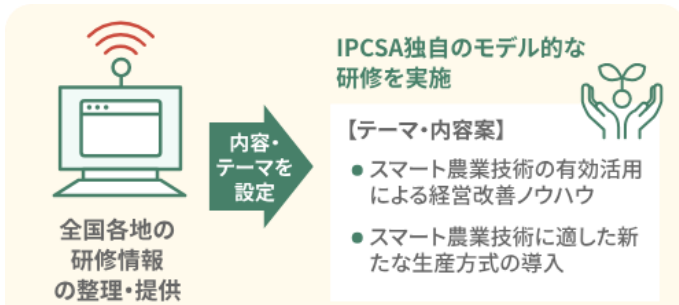 IPCSA独自のモデル的な
研修を実施
【テーマ・内容案】
● スマート農業技術の有効活用
による経営改善ノウハウ
● スマート農業技術に適した新
たな生産方式の導入
内容・
テーマを
設定
全国各地の
研修情報
の整理・提供